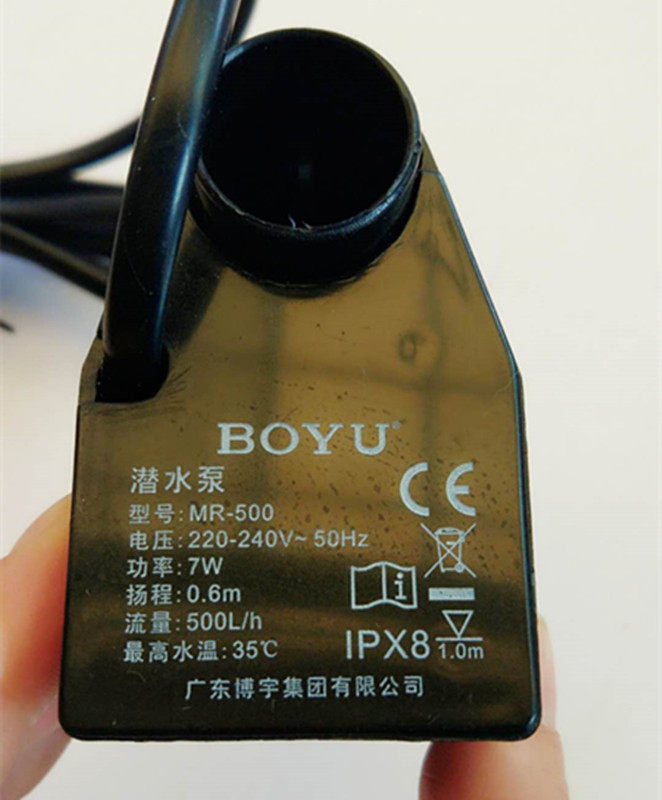 BOYU®
潜水泵
型号:MR-500
电压:220-240V~ 50Hz
功率:7W
扬程:0.6m
流量:500L/h
最高水温:35℃
CE
IPX8
1.0m
广东博宇集团有限公司